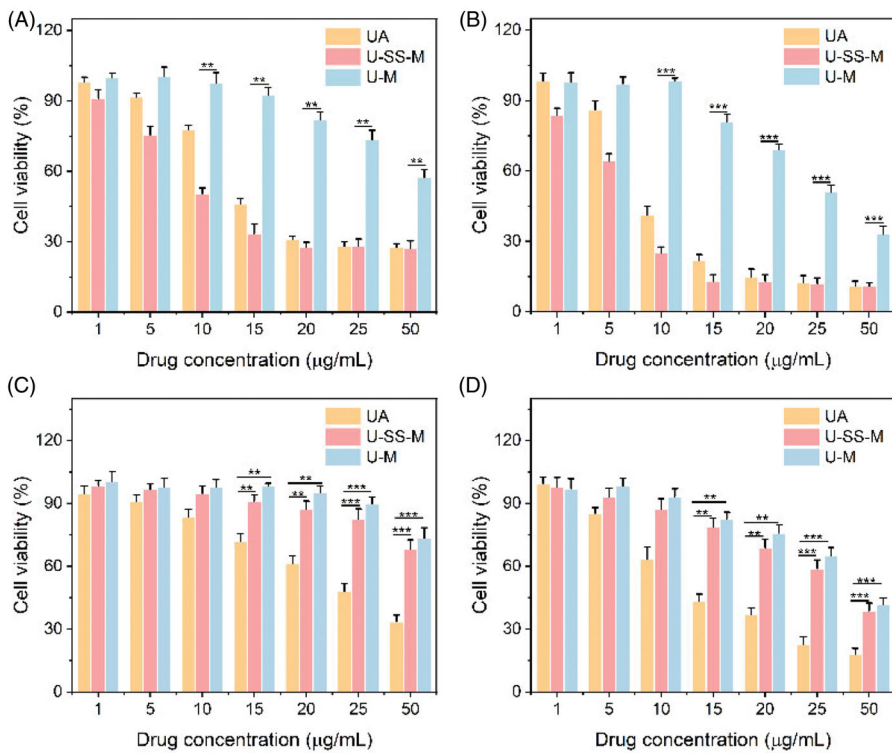 (A)
Cell viability (%)
120
90
60
30
0
UA
U-SS-M
U-M
**
**
**
**
**
1 5 10 15 20 25 50
Drug concentration (μg/mL)
(B)
Cell viability (%)
120
90
60
30
0
UA
U-SS-M
U-M
***
***
***
***
***
1 5 10 15 20 25 50
Drug concentration (μg/mL)
(C)
Cell viability (%)
120
90
60
30
0
UA
U-SS-M
U-M
**
**
**
**
***
***
***
***
1 5 10 15 20 25 50
Drug concentration (μg/mL)
(D)
Cell viability (%)
120
90
60
30
0
UA
U-SS-M
U-M
**
**
**
**
***
***
***
***
1 5 10 15 20 25 50
Drug concentration (μg/mL)